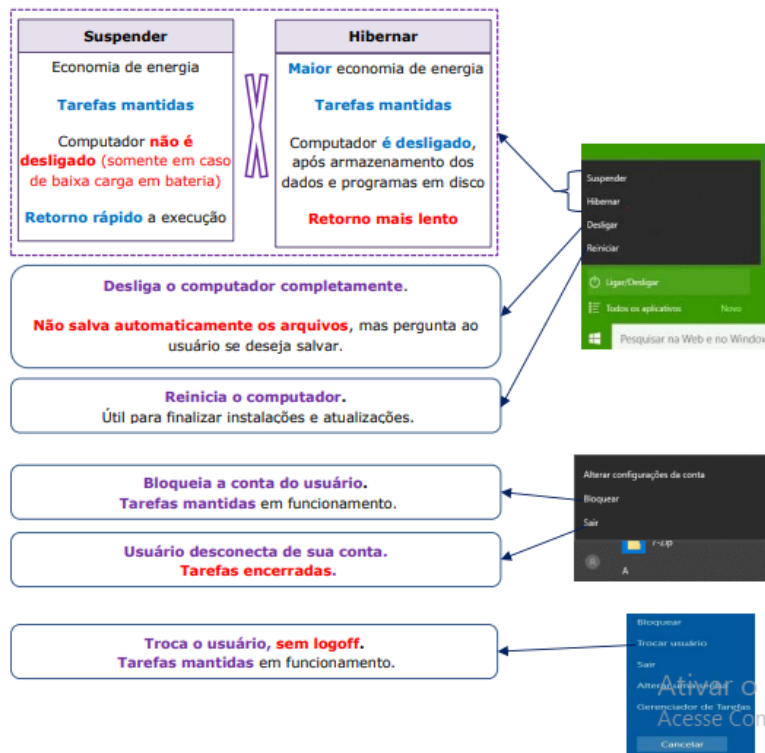 Suspender
Economia de energia
Tarefas mantidas
Computador não é
desligado (somente em caso
de baixa carga em bateria)
Retorno rápido a execução
Hibernar
Maior economia de energia
Tarefas mantidas
Computador é desligado,
após armazenamento dos
dados e programas em disco
Retorno mais lento
Suspender
Hibernar
Desligar
Reiniciar
Ligar/Desligar
Todos os aplicativos Novo
Pesquisar na Web e no Window
Desliga o computador completamente.
Não salva automaticamente os arquivos, mas pergunta ao
usuário se deseja salvar.
Reinicia o computador.
Útil para finalizar instalações e atualizações.
Alterar configurações da conta
Bloquear
Sair
7-Zip
R
A
Bloqueia a conta do usuário.
Tarefas mantidas em funcionamento.
Usuário desconecta de sua conta.
Tarefas encerradas.
Troca o usuário, sem logoff.
Tarefas mantidas em funcionamento.
Bloquear
Trocar usuário
Sair
Alterar uma senha
Gerenciador de Tarefas
Cancelar
Ativar o
Acesse Con